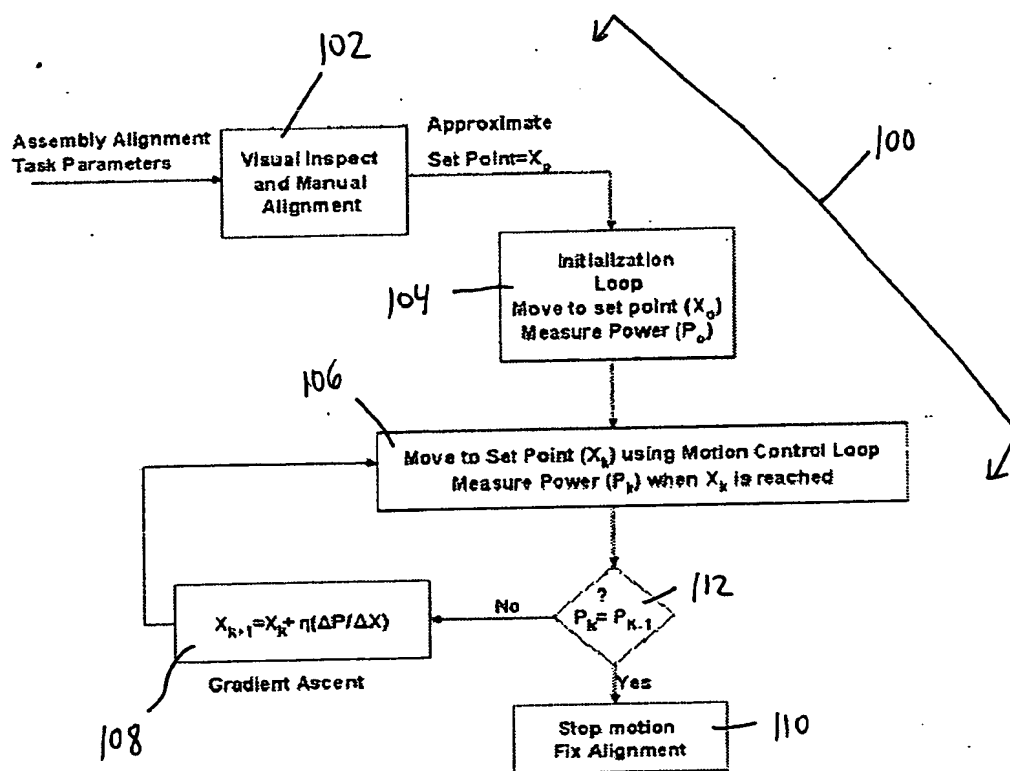 102
Assembly Alignment
Task Parameters
Visual Inspect
and Manual
Alignment
Approximate
Set Point=X₀
100
104
Initialization
Loop
Move to set point (X₀)
Measure Power (P₀)
106
Move to Set Point (Xₖ) using Motion Control Loop
Measure Power (Pₖ) when Xₖ is reached
112
?
Pₖ= Pₖ₋₁
No
Xₖ₊₁=Xₖ+ η(ΔP/ΔX)
Gradient Ascent
108
Yes
Stop motion
Fix Alignment
110